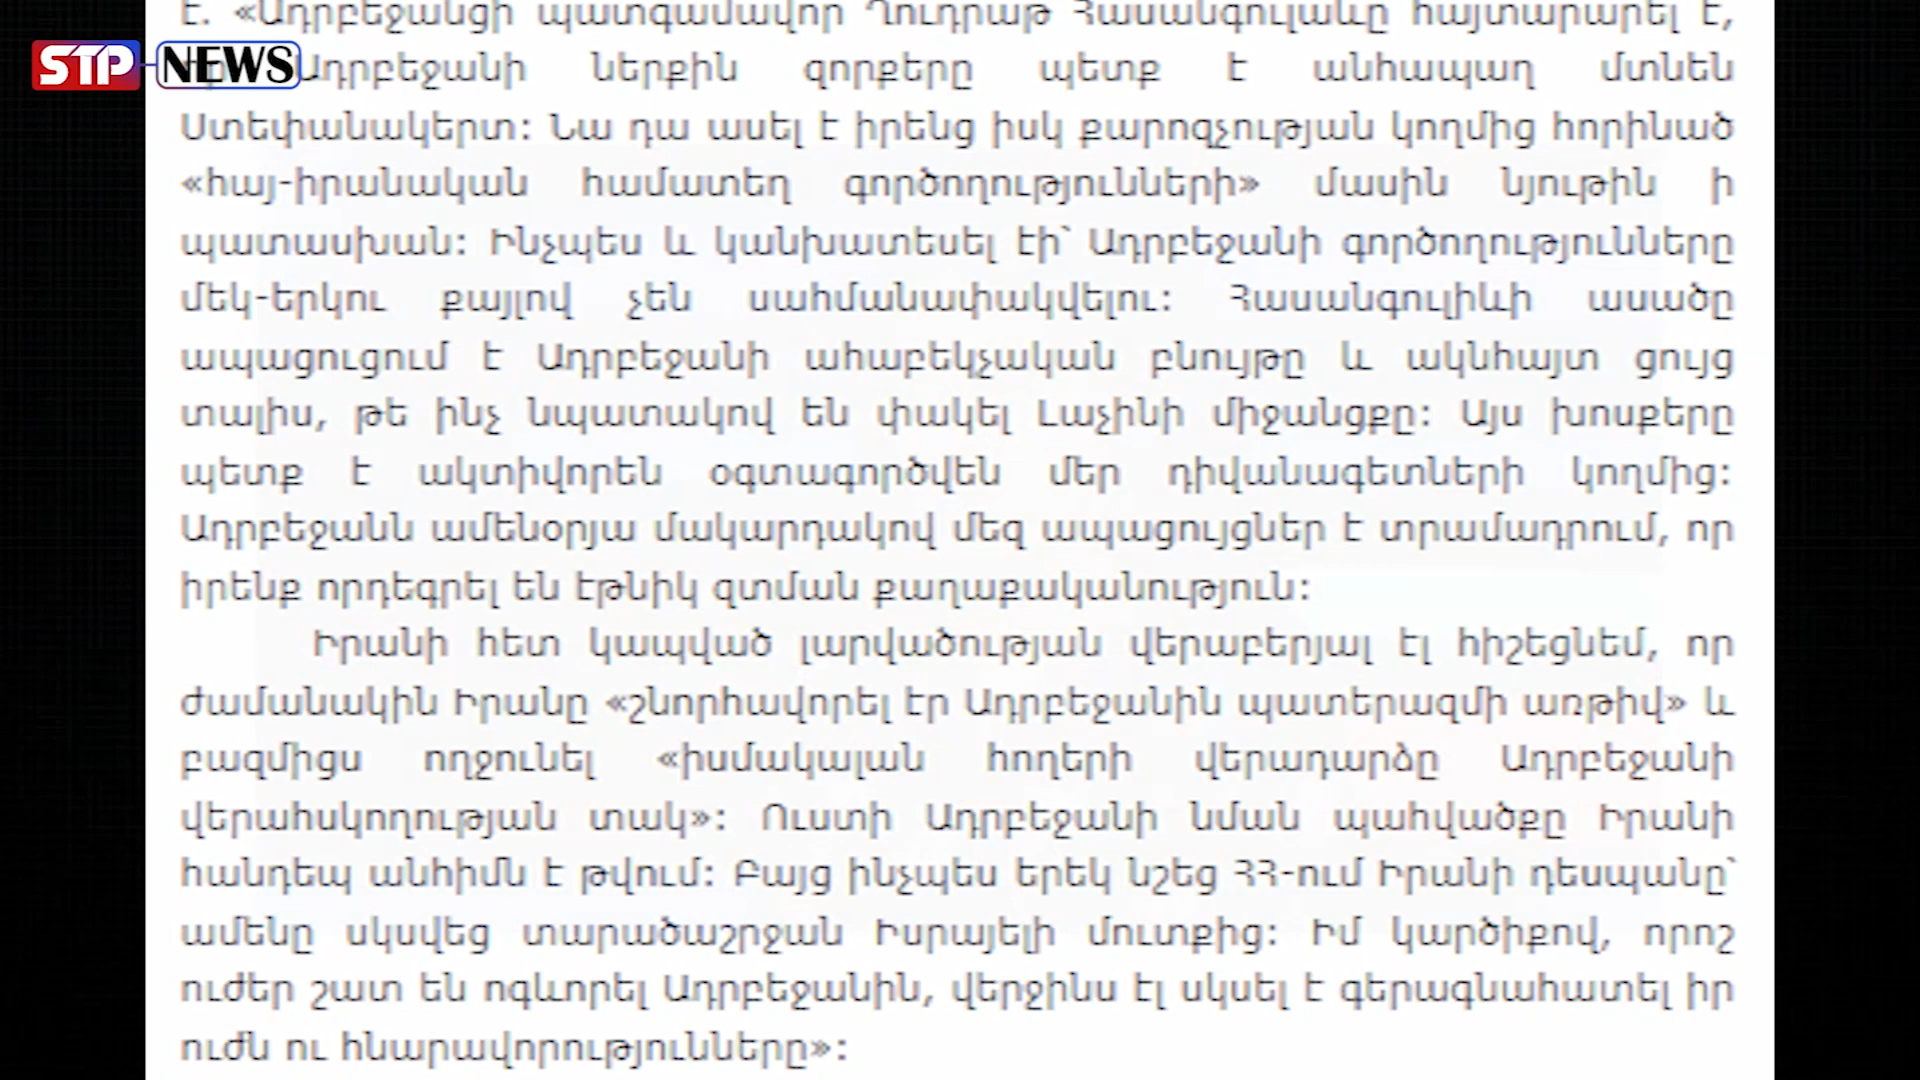 է. «Ադրբեջանցի պատգամավոր Ղուդրաթ Հասանգուլաևը հայտարարել է,
STP NEWS
Ադրբեջանի ներքին զորքերը պետք է անհապաղ մտնեն
Ստեփանակերտ: Նա դա ասել է իրենց իսկ քարոզչության կողմից հորինած
«հայ-իրանական համատեղ գործողությունների» մասին նյութին ի
պատասխան: Ինչպես և կանխատեսել էի՝ Ադրբեջանի գործողությունները
մեկ-երկու քայլով չեն սահմանափակվելու: Հասանգուլիևի ասածը
ապացուցում է Ադրբեջանի ահաբեկչական բնույթը և ակնհայտ ցույց
տալիս, թե ինչ նպատակով են փակել Լաչինի միջանցքը: Այս խոսքերը
պետք է ակտիվորեն օգտագործվեն մեր դիվանագետների կողմից:
Ադրբեջանն ամենօրյա մակարդակով մեզ ապացույցներ է տրամադրում, որ
իրենք որդեգրել են էթնիկ զտման քաղաքականություն:
Իրանի հետ կապված լարվածության վերաբերյալ էլ հիշեցնեմ, որ
ժամանակին Իրանը «շնորհավորել էր Ադրբեջանին պատերազմի առթիվ» և
բազմիցս ողջունել «իսմակալան հողերի վերադարձը Ադրբեջանի
վերահսկողության տակ»: Ուստի Ադրբեջանի նման պահվածքը Իրանի
հանդեպ անհիմն է թվում: Բայց ինչպես երեկ նշեց ՀՀ-ում Իրանի դեսպանը՝
ամենը սկսվեց տարածաշրջան Իսրայելի մուտքից: Իմ կարծիքով, որոշ
ուժեր շատ են ոգևորել Ադրբեջանին, վերջինս էլ սկսել է գերագնահատել իր
ուժն ու հնարավորությունները»: